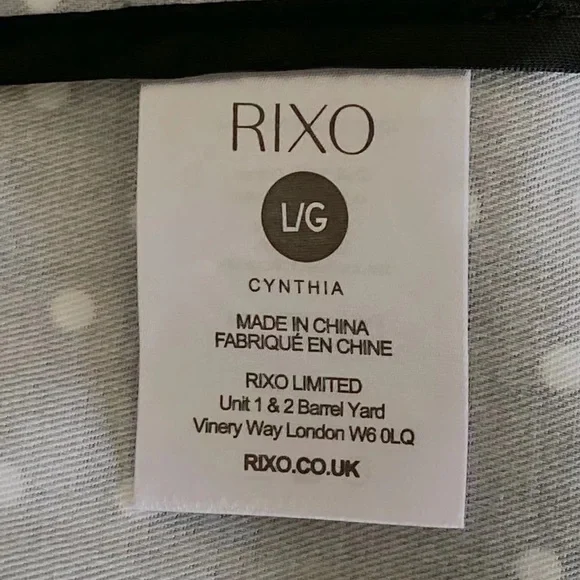 RIXO
L/G
CYNTHIA
MADE IN CHINA
FABRIQUÉ EN CHINE
RIXO LIMITED
Unit 1 & 2 Barrel Yard
Vinery Way London W6 0LQ
RIXO.CO.UK